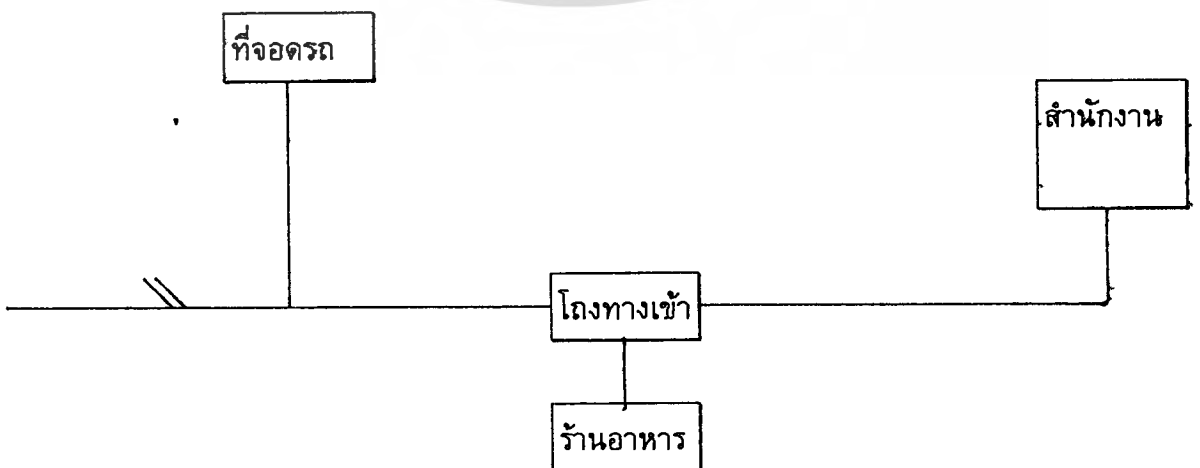 ที่จอดรถ
สำนักงาน
โถงทางเข้า
ร้านอาหาร